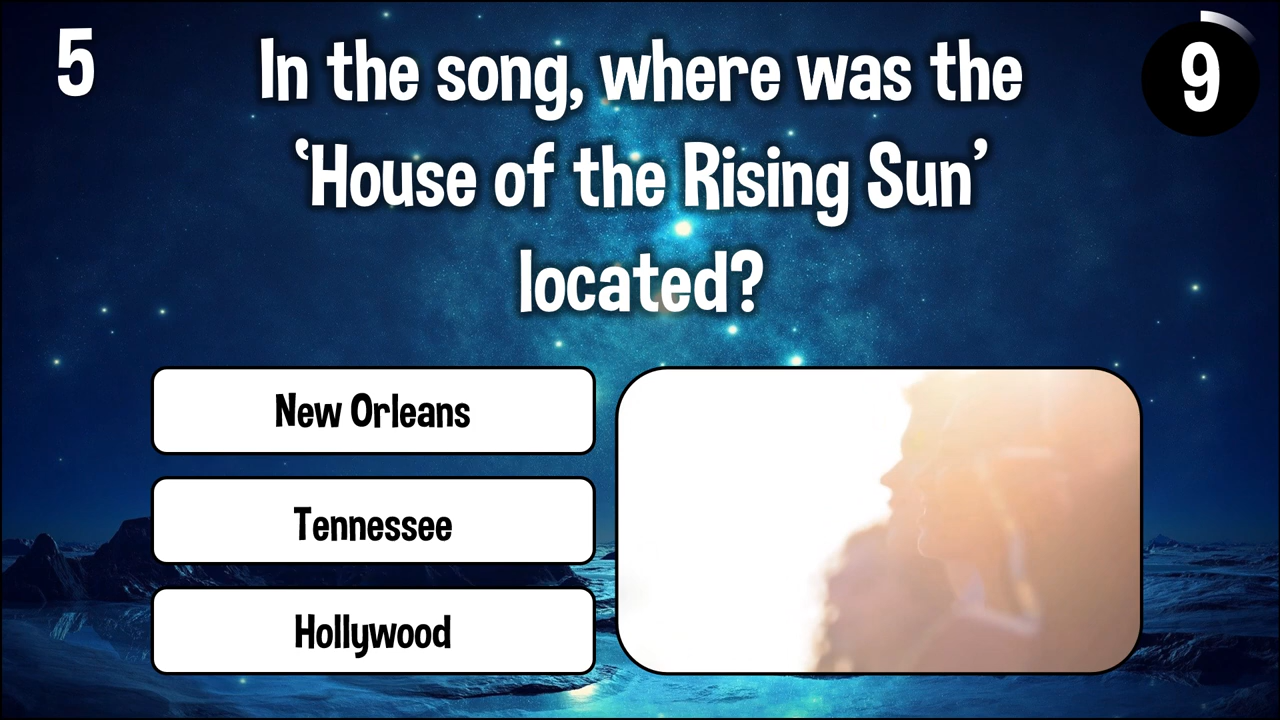 5
In the song, where was the
‘House of the Rising Sun’
located?
9
New Orleans
Tennessee
Hollywood